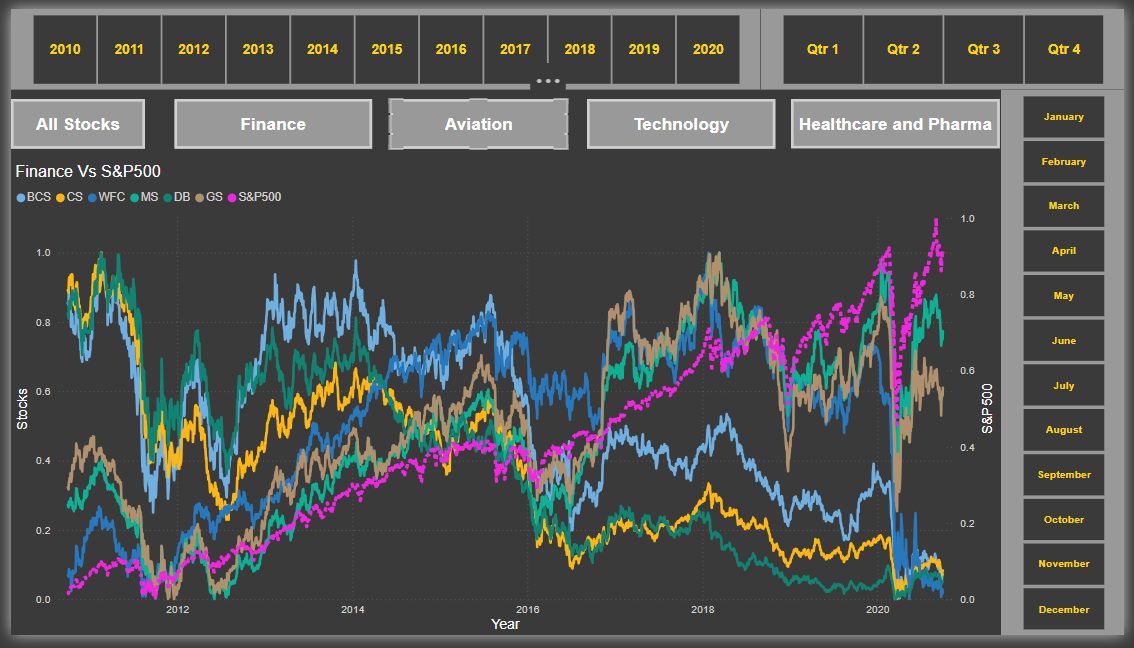 2010 2011 2012 2013 2014 2015 2016 2017 2018 2019 2020 Qtr 1 Qtr 2 Qtr 3 Qtr 4
All Stocks Finance Aviation Technology Healthcare and Pharma
January
February
March
April
May
June
July
August
September
October
November
December
Finance Vs S&P500
BCS CS WFC MS DB GS S&P500
Stocks
1.0
0.8
0.6
0.4
0.2
0.0
1.0
0.8
0.6
0.4
0.2
0.0
S&P 500
2012 2014 2016 2018 2020
Year